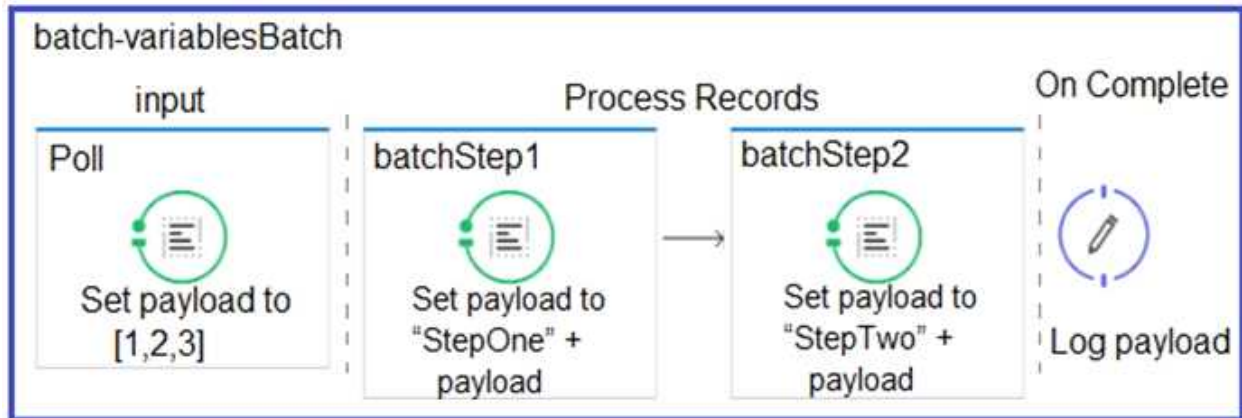 batch-variablesBatch
input
Process Records
On Complete
Poll
Set payload to
[1,2,3]
batchStep1
Set payload to
“StepOne” +
payload
batchStep2
Set payload to
“StepTwo” +
payload
Log payload